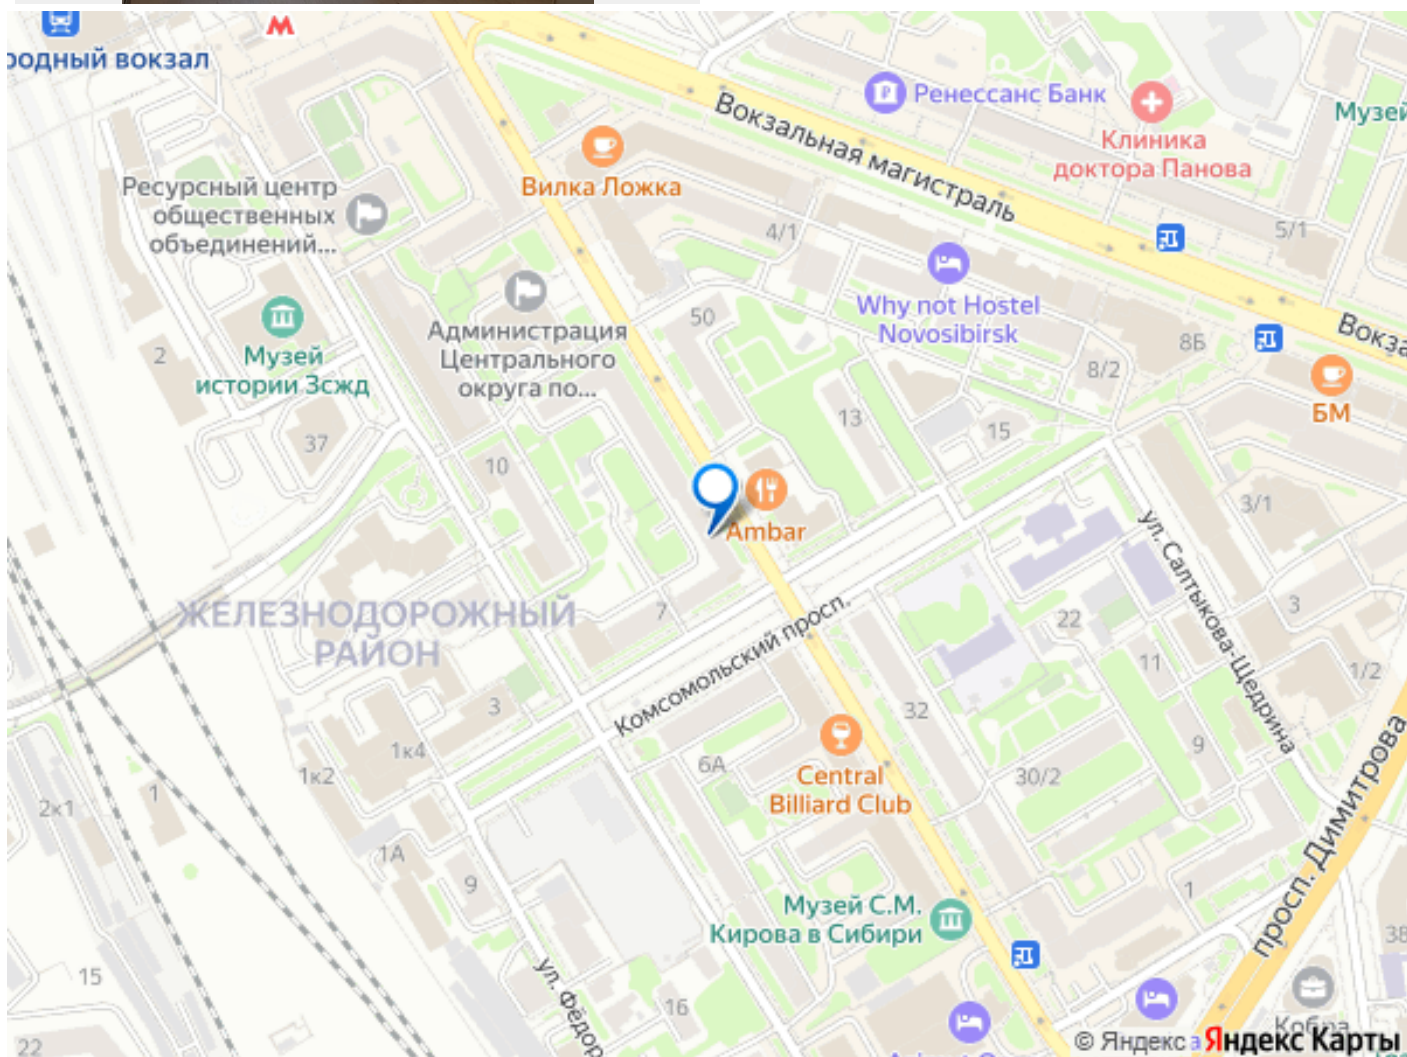 родный вокзал
Ренессанс Банк
Вокзальная магистраль
Музей
Клиника
доктора Панова
Вилка Ложка
Ресурсный центр
общественных
объединений...
4/1
5/1
Администрация
Центрального
округа по...
50
Why not Hostel
Novosibirsk
Вокза
8Б
2
Музей
истории Зсжд
8/2
БМ
13
15
37
10
3/1
Ambar
ул. Салтыкова-Щедрина
ЖЕЛЕЗНОДОРОЖНЫЙ
РАЙОН
7
22
3
Комсомольский просп.
11
1/2
3
32
1к4
6А
9
1к2
Central
Billiard Club
30/2
просп. Димитрова
2к1
1
1А
9
1
Музей С.М.
Кирова в Сибири
38
15
ул. Фёдор
16
Кобра
22
© Яндекс
Яндекс Карты